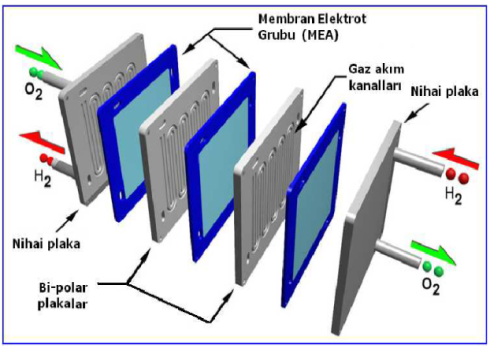 Membran Elektrot
Grubu (MEA)
Gaz akım
kanalları
Nihai plaka
O2
H2
H2
Nihai plaka
Bi-polar
plakalar
O2